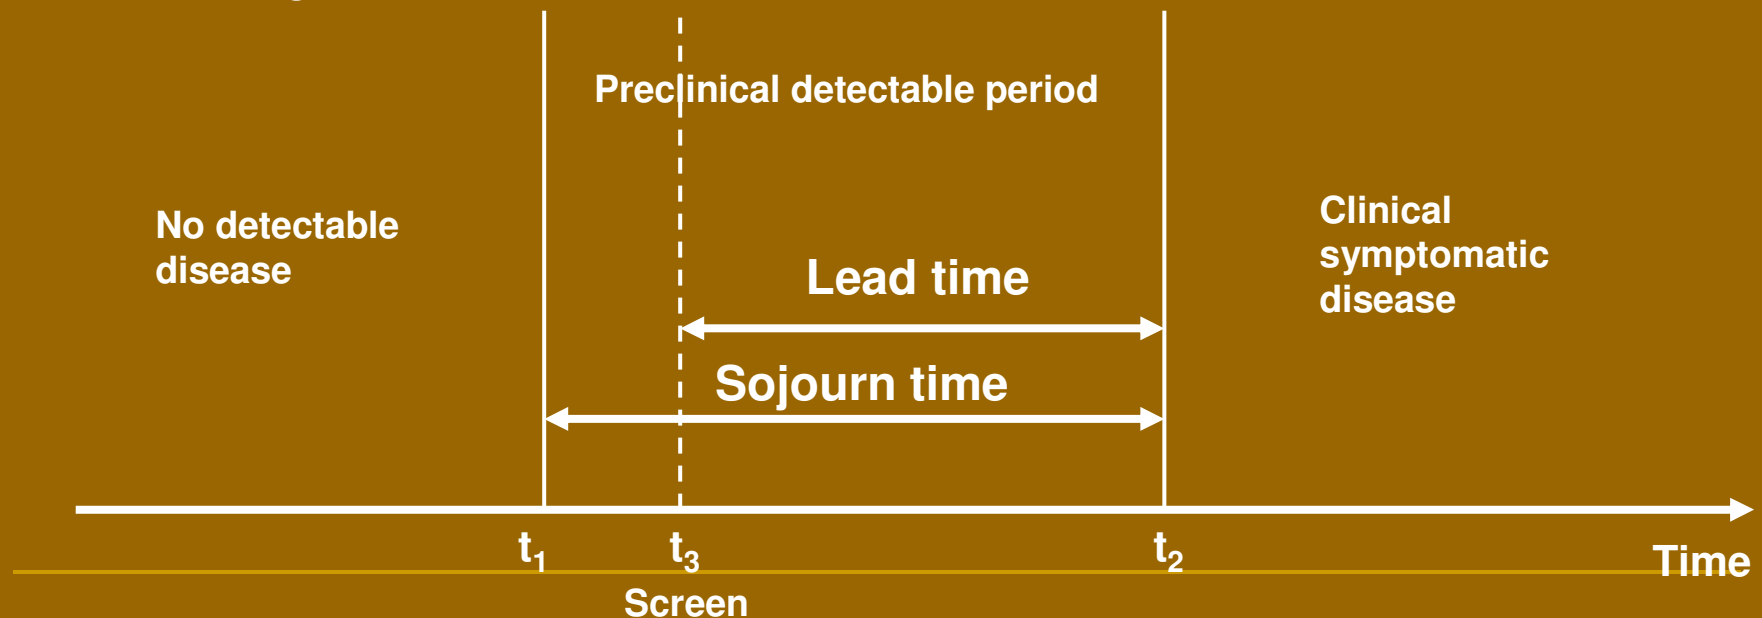 Preclinical detectable period
No detectable
disease
Clinical
symptomatic
disease
Lead time
Sojourn time
t₁
t₃
t₂
Time
Screen